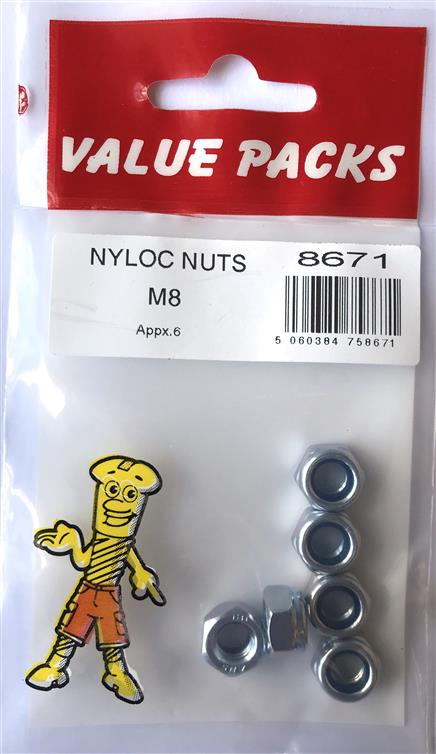 VALUE PACKS
NYLOC NUTS 8671
M8
Appx.6
5 060384 758671